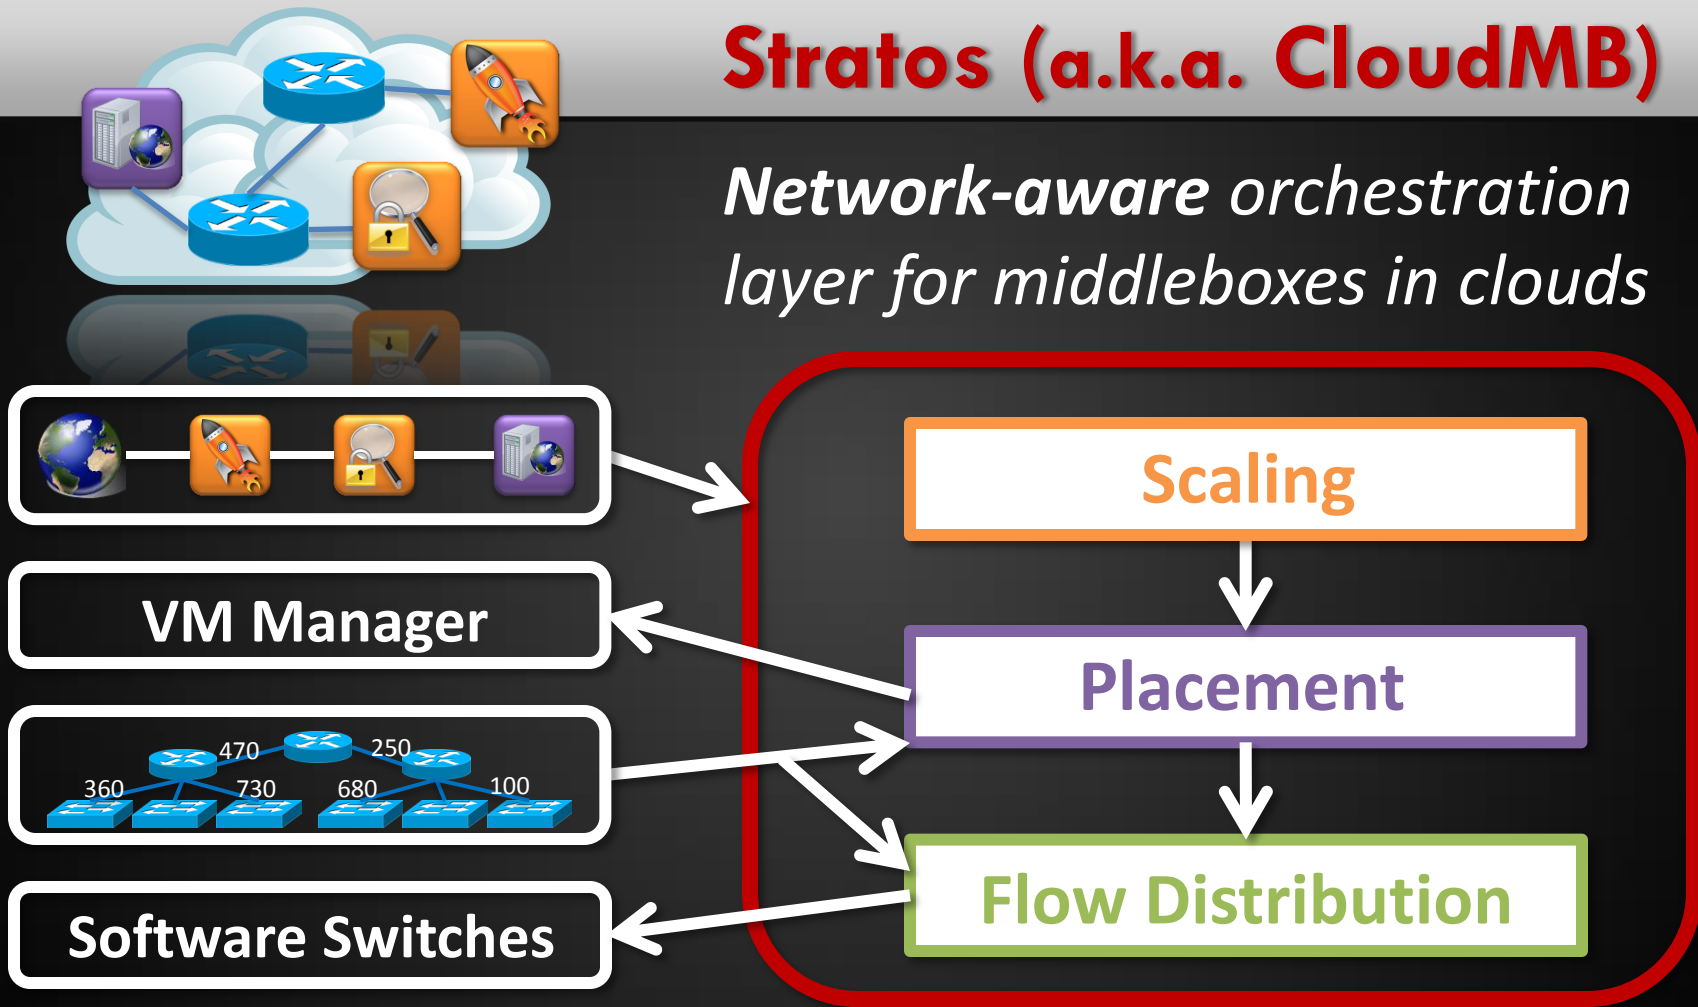 Stratos (a.k.a. CloudMB)
Network-aware orchestration
layer for middleboxes in clouds
Scaling
VM Manager
Placement
470
250
360
730
680
100
Flow Distribution
Software Switches